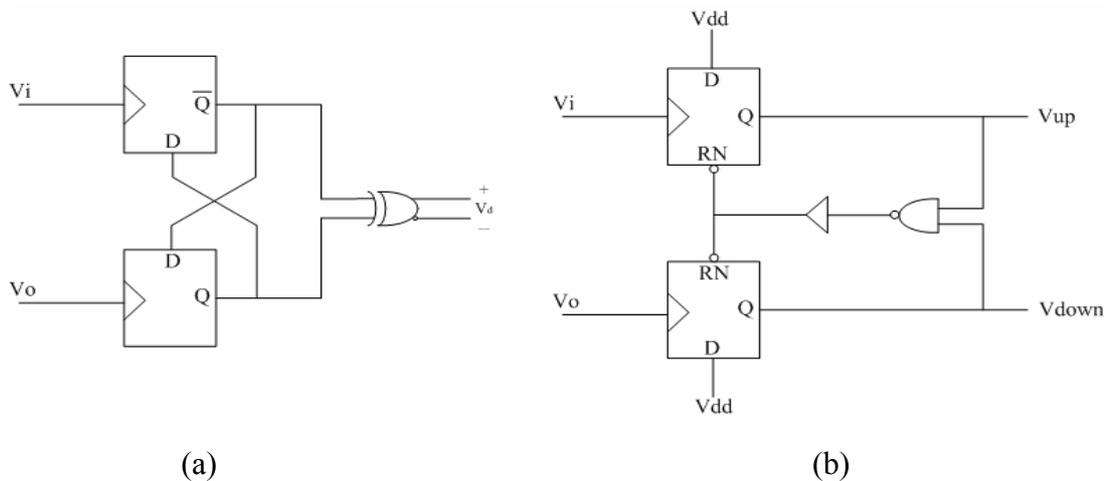 Vi
Q̅
D
+
Vd
--
D
Vo
Q
(a)
Vdd
D
Vi
Q
Vup
RN
RN
Vo
Q
Vdown
D
Vdd
(b)